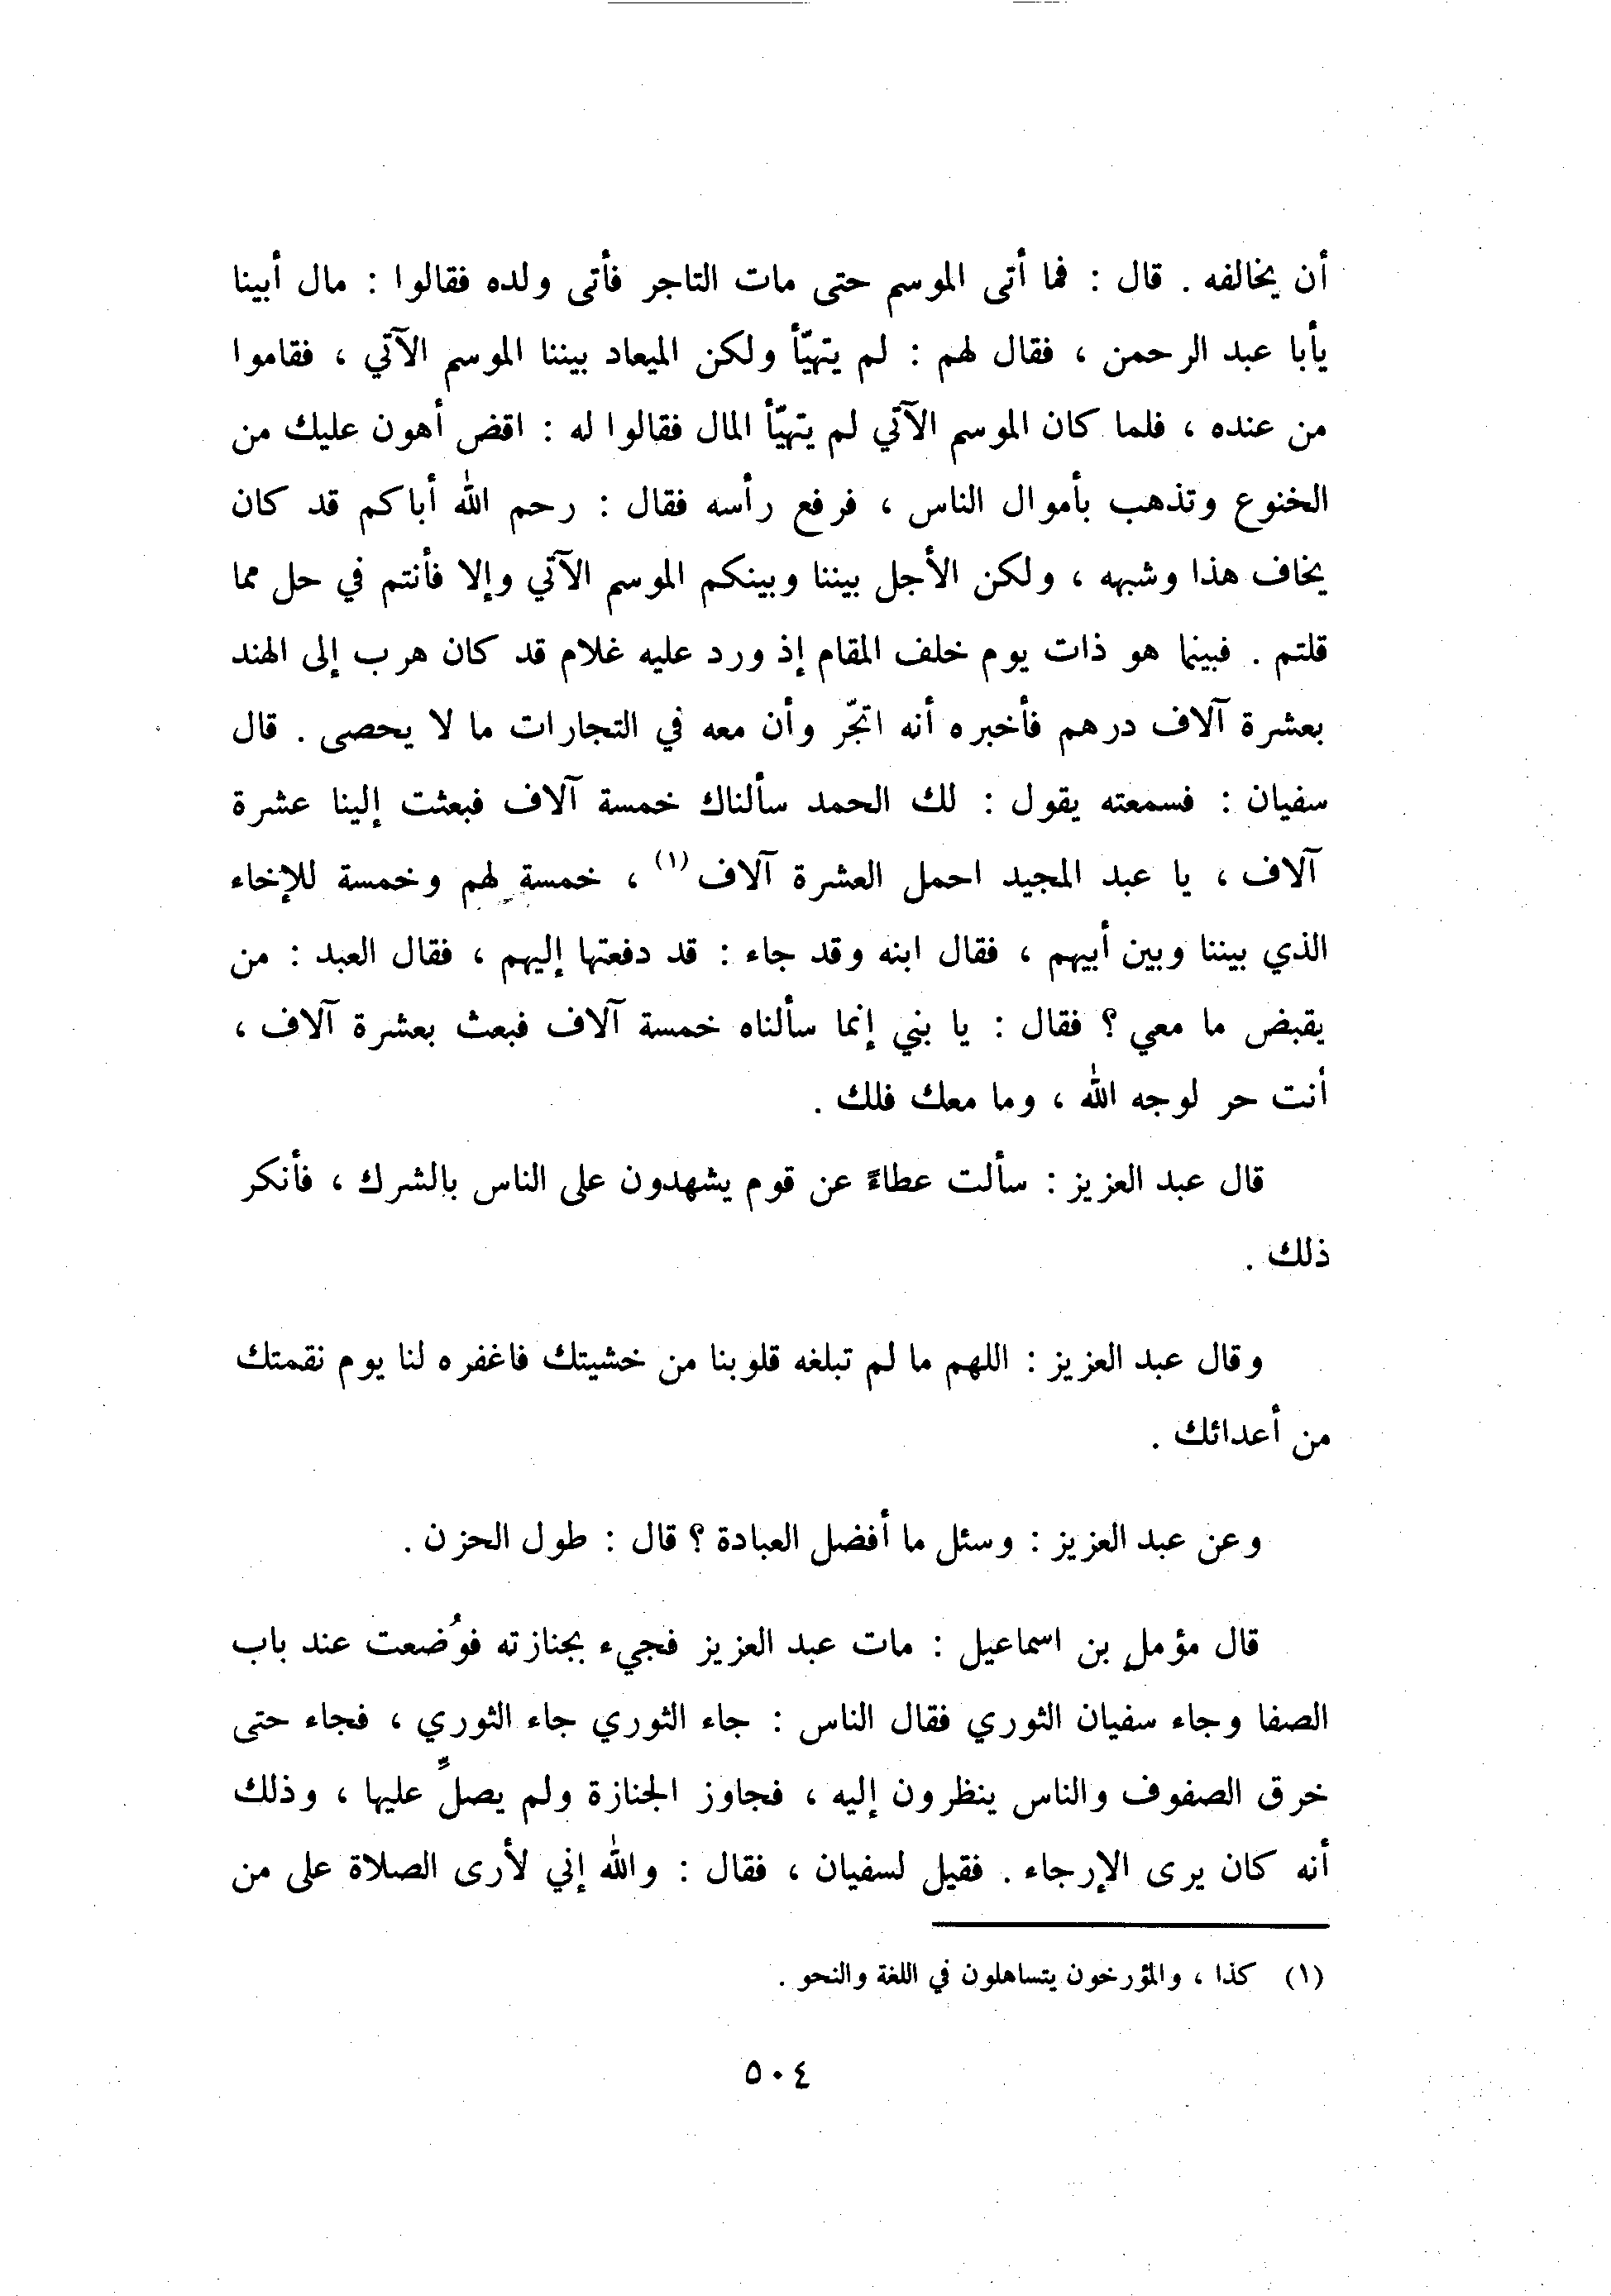 أن يخالفه . قال : فما أتى الموسم حتى مات التاجر فأتى ولده فقالوا : مال أبينا
يأبا عبد الرحمن ، فقال لهم : لم يتهيّأ ولكن الميعاد بيننا الموسم الآتي ، فقاموا
من عنده ، فلما كان الموسم الآتي لم يتهيّأ المال فقالوا له : اقض أهون عليك من
الخنوع وتذهب بأموال الناس ، فرفع رأسه فقال : رحم الله أباكم قد كان
يخاف هذا وشبهه ، ولكن الأجل بيننا وبينكم الموسم الآتي وإلا فأنتم في حل مما
قلتم . فبينما هو ذات يوم خلف المقام إذ ورد عليه غلام قد كان هرب إلى الهند
بعشرة آلاف درهم فأخبره أنه اتجّر وأن معه في التجارات ما لا يحصى . قال
سفيان : فسمعته يقول : لك الحمد سألناك خمسة آلاف فبعثت إلينا عشرة
آلاف ، يا عبد المجيد احمل العشرة آلاف (١) ، خمسة لهم وخمسة للإخاء
الذي بيننا وبين أبيهم ، فقال ابنه وقد جاء : قد دفعتها إليهم ، فقال العبد : من
يقبض ما معي ؟ فقال : يا بني إنما سألناه خمسة آلاف فبعث بعشرة آلاف ،
أنت حر لوجه الله ، وما معك فلك .
قال عبد العزيز : سألت عطاءً عن قوم يشهدون على الناس بالشرك ، فأنكر
ذلك .
وقال عبد العزيز : اللهم ما لم تبلغه قلوبنا من خشيتك فاغفره لنا يوم نقمتك
من أعدائك .
وعن عبد العزيز : وسئل ما أفضل العبادة ؟ قال : طول الحزن .
قال مؤمل بن اسماعيل : مات عبد العزيز فجيء بجنازته فوُضعت عند باب
الصفا وجاء سفيان الثوري فقال الناس : جاء الثوري جاء الثوري ، فجاء حتى
خرق الصفوف والناس ينظرون إليه ، فجاوز الجنازة ولم يصلِّ عليها ، وذلك
أنه كان يرى الإرجاء . فقيل لسفيان ، فقال : والله إني لأرى الصلاة على من
(١) كذا ، والمؤرخون يتساهلون في اللغة والنحو .
٥٠٤